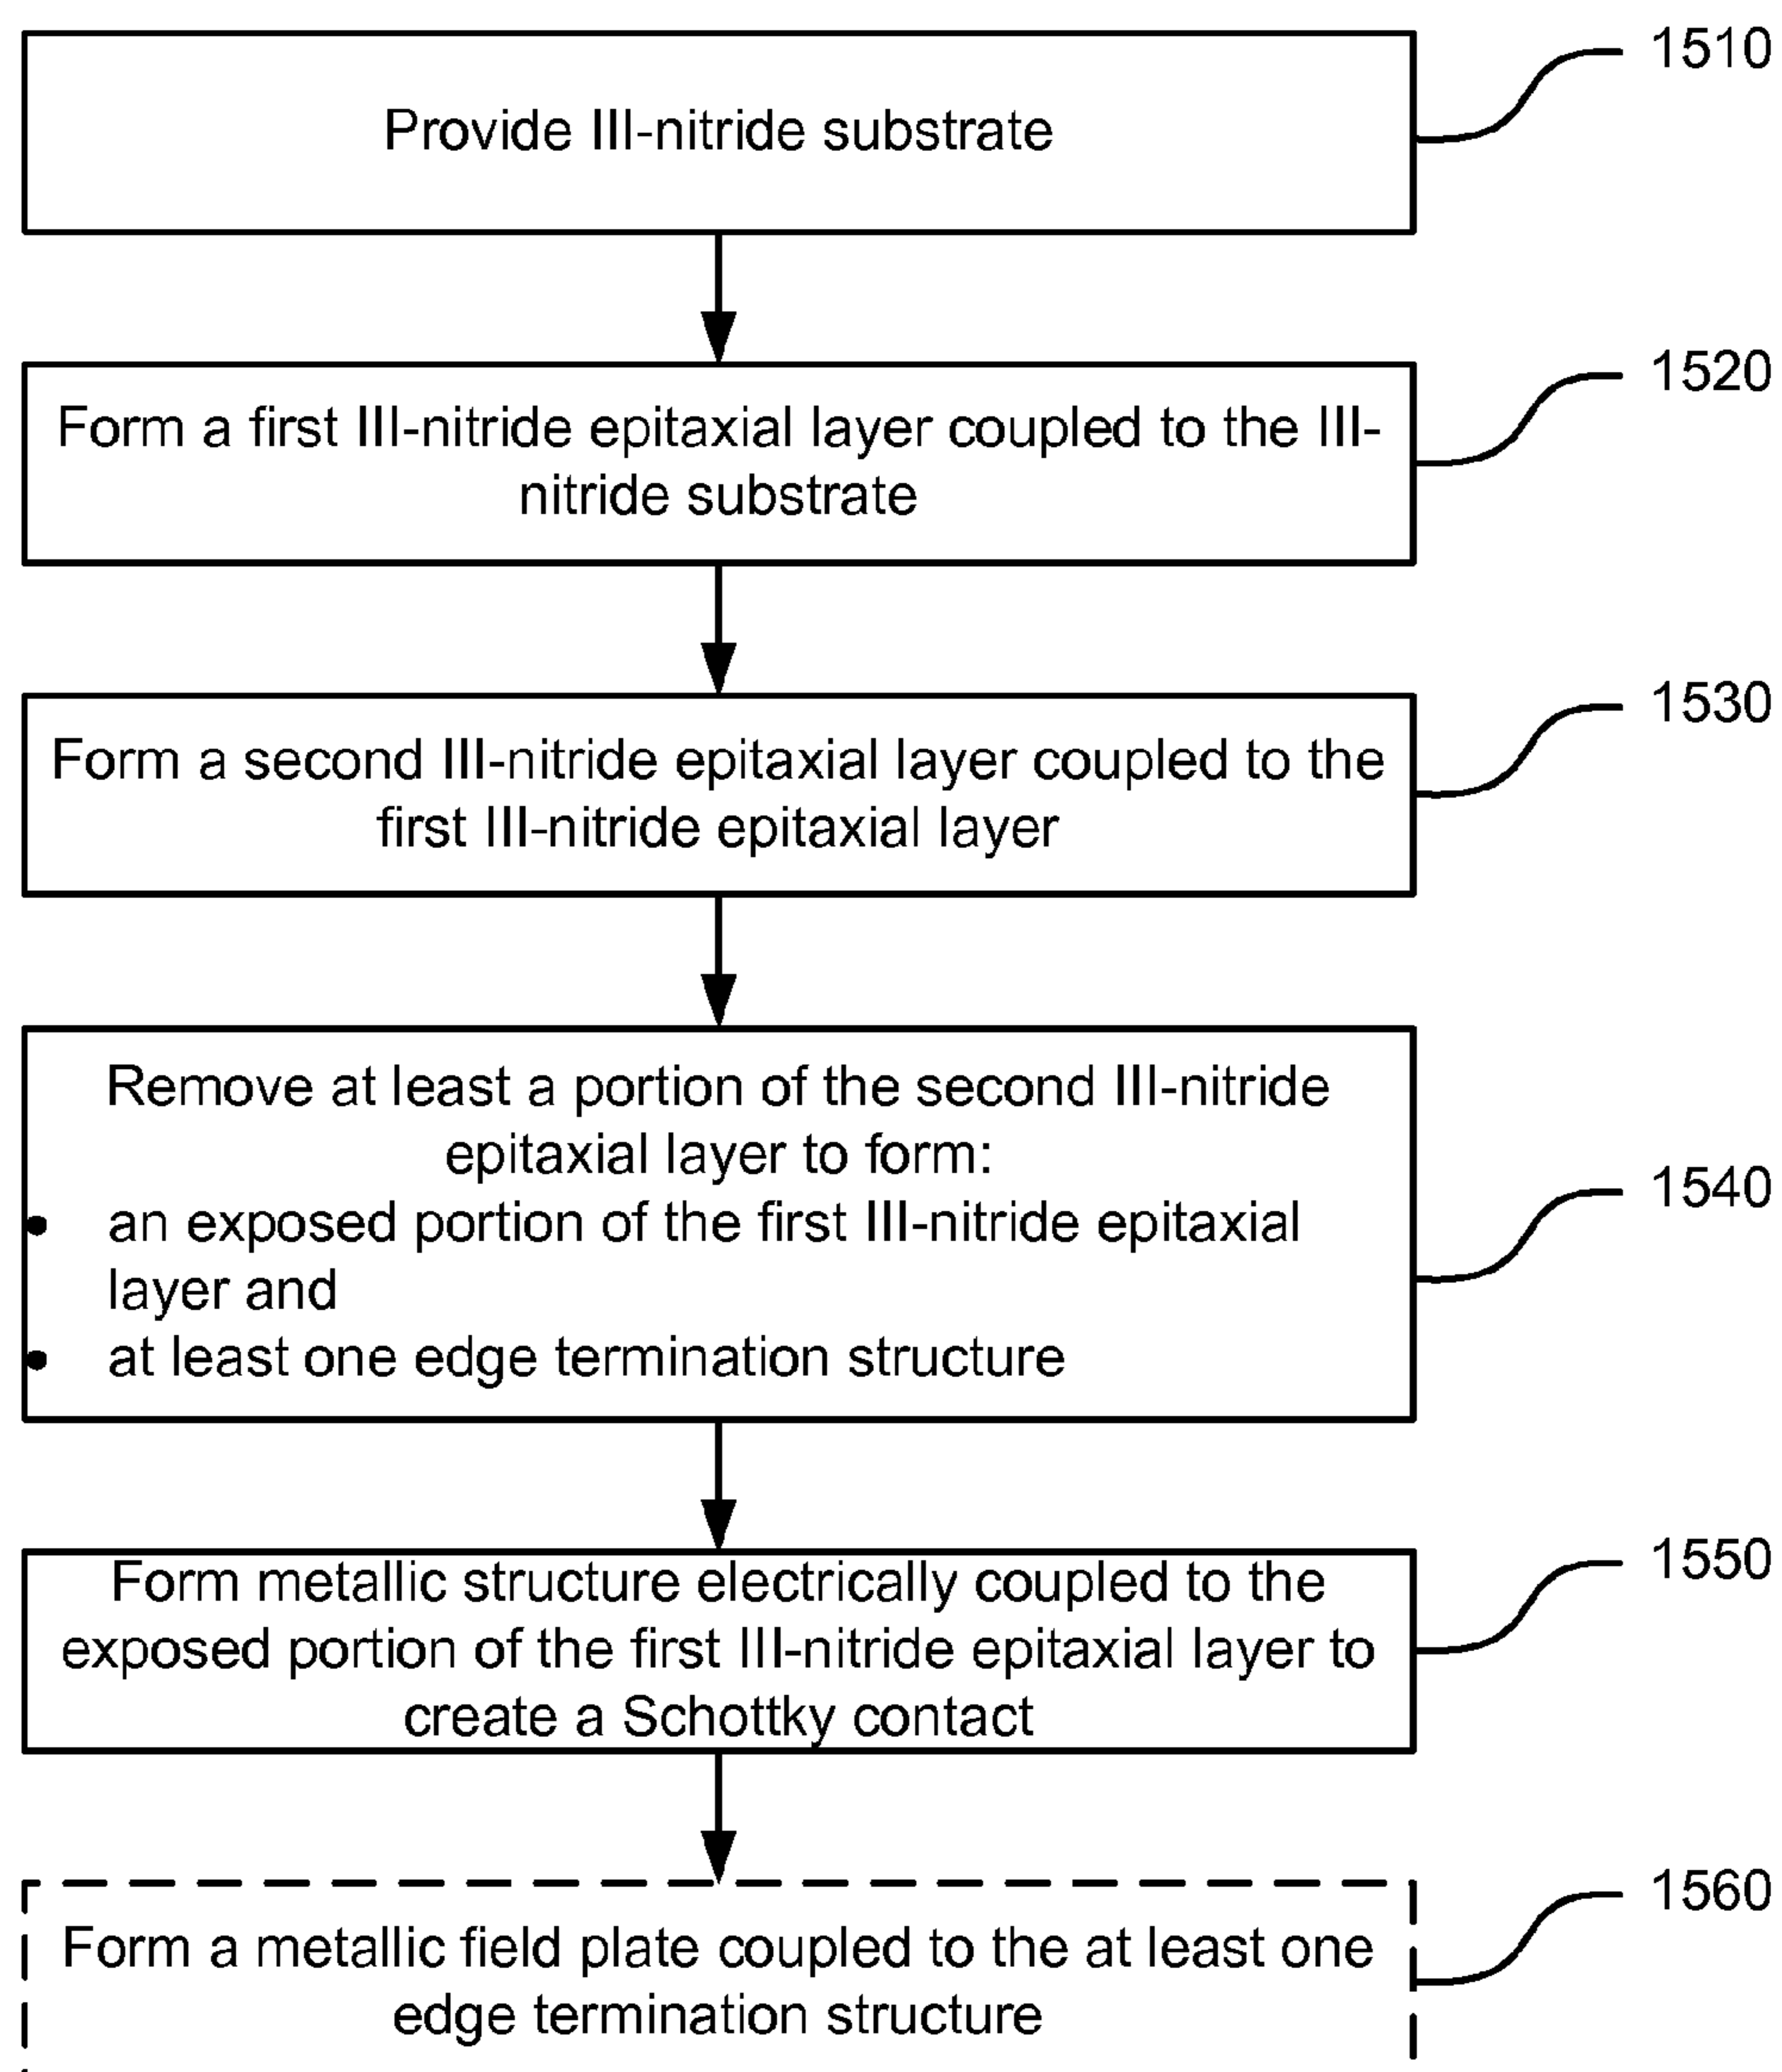 Provide III-nitride substrate
1510
Form a first III-nitride epitaxial layer coupled to the III-
nitride substrate
1520
Form a second III-nitride epitaxial layer coupled to the
first III-nitride epitaxial layer
1530
Remove at least a portion of the second III-nitride
epitaxial layer to form:
• an exposed portion of the first III-nitride epitaxial
layer and
• at least one edge termination structure
1540
Form metallic structure electrically coupled to the
exposed portion of the first III-nitride epitaxial layer to
create a Schottky contact
1550
Form a metallic field plate coupled to the at least one
edge termination structure
1560